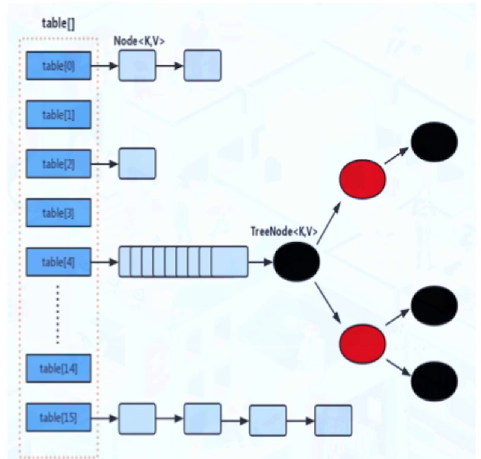 table[]
Node<K,V>
table[0]
table[1]
table[2]
table[3]
TreeNode<K,V>
table[4]
table[14]
table[15]